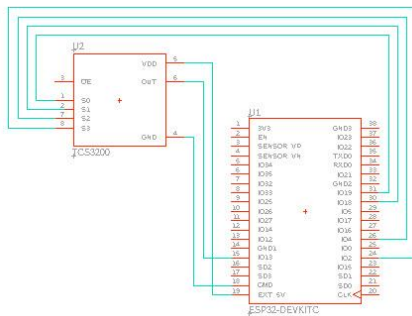 U2
TCS3200
3 OE
1 S0
2 S1
7 S2
8 S3
VDD 5
OUT 6
GND 4
U1
ESP32-DEVKITC
1 3V3
2 EN
3 SENSOR VP
4 SENSOR VN
5 IO34
6 IO35
7 IO32
8 IO33
9 IO25
10 IO26
11 IO27
12 IO14
13 IO12
14 GND1
15 IO13
16 SD2
17 SD3
18 CMD
19 EXT 5V
GND3 38
IO23 37
IO22 36
TXD0 35
RXD0 34
IO21 33
GND2 32
IO19 31
IO18 30
IO5 29
IO17 28
IO16 27
IO4 26
IO0 25
IO2 24
IO15 23
SD1 22
SD0 21
CLK 20